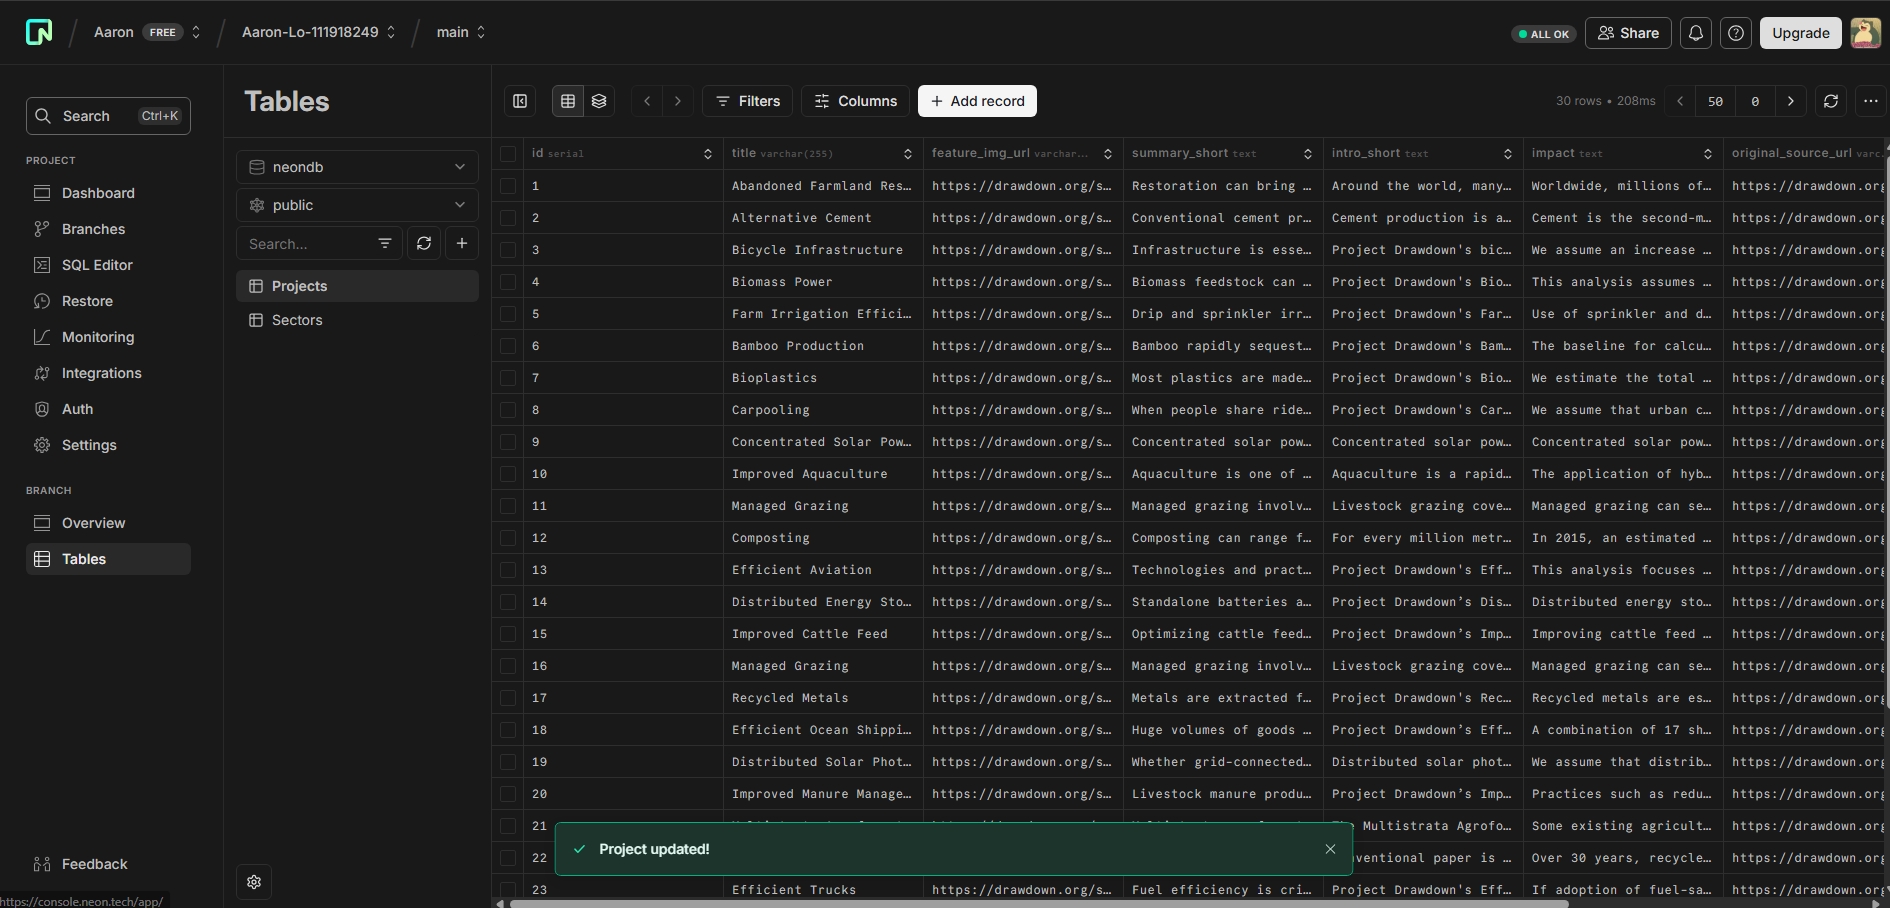 Aaron FREE Aaron-Lo-111918249 main ALL OK Share Upgrade
Search Ctrl+K
PROJECT
Dashboard
Branches
SQL Editor
Restore
Monitoring
Integrations
Auth
Settings
BRANCH
Overview
Tables
Feedback
https://console.neon.tech/app/
Tables
neondb
public
Search...
Projects
Sectors
Filters Columns + Add record 30 rows • 208ms 50 0
id serial title varchar(255) feature_img_url varchar... summary_short text intro_short text impact text original_source_url varc.
1 Abandoned Farmland Res… https://drawdown.org/s… Restoration can bring … Around the world, many… Worldwide, millions of… https://drawdown.org
2 Alternative Cement https://drawdown.org/s… Conventional cement pr… Cement production is a… Cement is the second-m… https://drawdown.org
3 Bicycle Infrastructure https://drawdown.org/s… Infrastructure is esse… Project Drawdown's bic… We assume an increase … https://drawdown.org
4 Biomass Power https://drawdown.org/s… Biomass feedstock can … Project Drawdown's Bio… This analysis assumes … https://drawdown.org
5 Farm Irrigation Effici… https://drawdown.org/s… Drip and sprinkler irr… Project Drawdown's Far… Use of sprinkler and d… https://drawdown.org
6 Bamboo Production https://drawdown.org/s… Bamboo rapidly sequest… Project Drawdown's Bam… The baseline for calcu… https://drawdown.org
7 Bioplastics https://drawdown.org/s… Most plastics are made… Project Drawdown's Bio… We estimate the total … https://drawdown.org
8 Carpooling https://drawdown.org/s… When people share ride… Project Drawdown's Car… We assume that urban c… https://drawdown.org
9 Concentrated Solar Pow… https://drawdown.org/s… Concentrated solar pow… Concentrated solar pow… Concentrated solar pow… https://drawdown.org
10 Improved Aquaculture https://drawdown.org/s… Aquaculture is one of … Aquaculture is a rapid… The application of hyb… https://drawdown.org
11 Managed Grazing https://drawdown.org/s… Managed grazing involv… Livestock grazing cove… Managed grazing can se… https://drawdown.org
12 Composting https://drawdown.org/s… Composting can range f… For every million metr… In 2015, an estimated … https://drawdown.org
13 Efficient Aviation https://drawdown.org/s… Technologies and pract… Project Drawdown's Eff… This analysis focuses … https://drawdown.org
14 Distributed Energy Sto… https://drawdown.org/s… Standalone batteries a… Project Drawdown’s Dis… Distributed energy sto… https://drawdown.org
15 Improved Cattle Feed https://drawdown.org/s… Optimizing cattle feed… Project Drawdown’s Imp… Improving cattle feed … https://drawdown.org
16 Managed Grazing https://drawdown.org/s… Managed grazing involv… Livestock grazing cove… Managed grazing can se… https://drawdown.org
17 Recycled Metals https://drawdown.org/s… Metals are extracted f… Project Drawdown's Rec… Recycled metals are es… https://drawdown.org
18 Efficient Ocean Shippi… https://drawdown.org/s… Huge volumes of goods … Project Drawdown’s Eff… A combination of 17 sh… https://drawdown.org
19 Distributed Solar Phot… https://drawdown.org/s… Whether grid-connected… Distributed solar phot… We assume that distrib… https://drawdown.org
20 Improved Manure Manage… https://drawdown.org/s… Livestock manure produ… Project Drawdown’s Imp… Practices such as redu… https://drawdown.org
21 Multistrata Agrofo… Some existing agricult… https://drawdown.org
22 ventional paper is … Over 30 years, recycle… https://drawdown.org
23 Efficient Trucks https://drawdown.org/s… Fuel efficiency is cri… Project Drawdown's Eff… If adoption of fuel-sa… https://drawdown.org
Project updated!